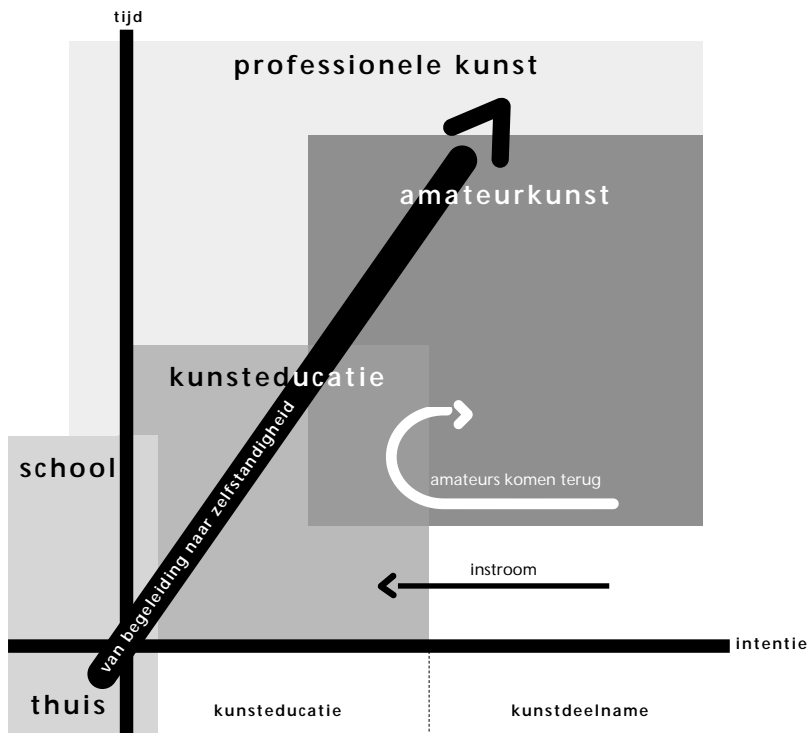 tijd
professionele kunst
amateurkunst
kunsteducatie
van begeleiding naar zelfstandigheid
school
amateurs komen terug
instroom
intentie
thuis
kunsteducatie
kunstdeelname